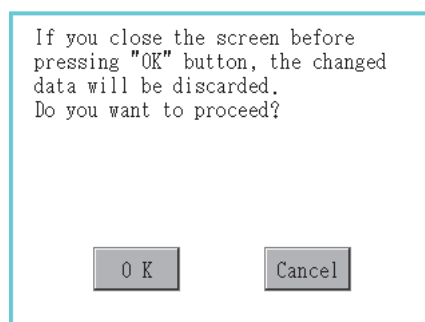 If you close the screen before
pressing "OK" button, the changed
data will be discarded.
Do you want to proceed?
O K
Cancel